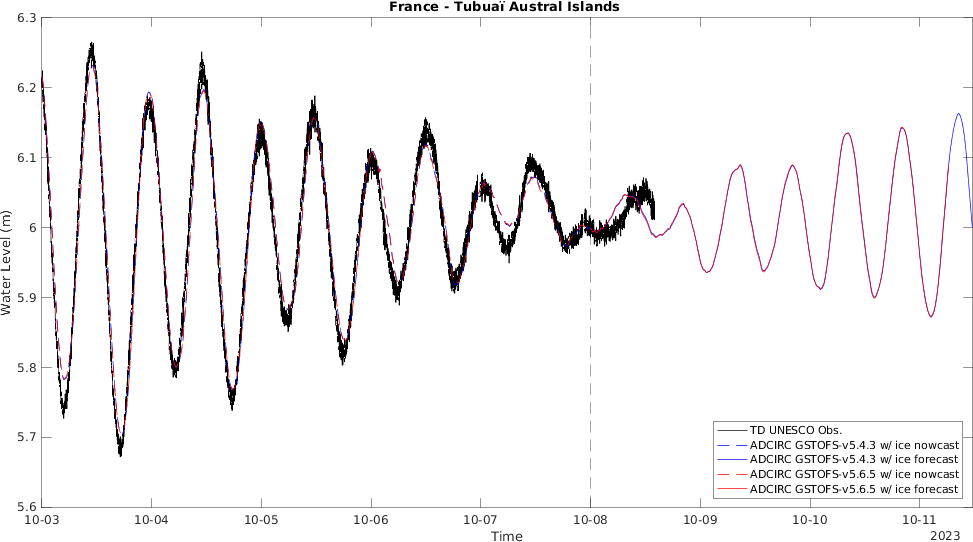 France - Tubuaï Austral Islands
6.3
6.2
6.1
6
5.9
5.8
5.7
5.6
Water Level (m)
10-03 10-04 10-05 10-06 10-07 10-08 10-09 10-10 10-11
Time
2023
TD UNESCO Obs.
ADCIRC GSTOFS-v5.4.3 w/ ice nowcast
ADCIRC GSTOFS-v5.4.3 w/ ice forecast
ADCIRC GSTOFS-v5.6.5 w/ ice nowcast
ADCIRC GSTOFS-v5.6.5 w/ ice forecast